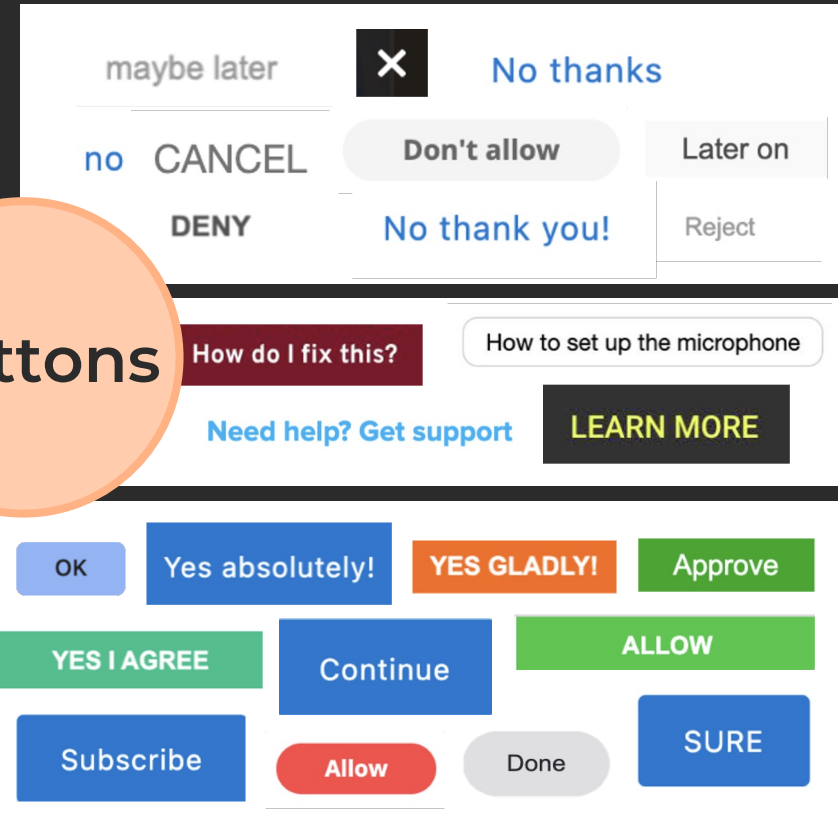 maybe later
No thanks
no
CANCEL
Don't allow
Later on
DENY
No thank you!
Reject
ttons
How do I fix this?
How to set up the microphone
Need help? Get support
LEARN MORE
OK
Yes absolutely!
YES GLADLY!
Approve
YES I AGREE
Continue
ALLOW
Subscribe
Allow
Done
SURE